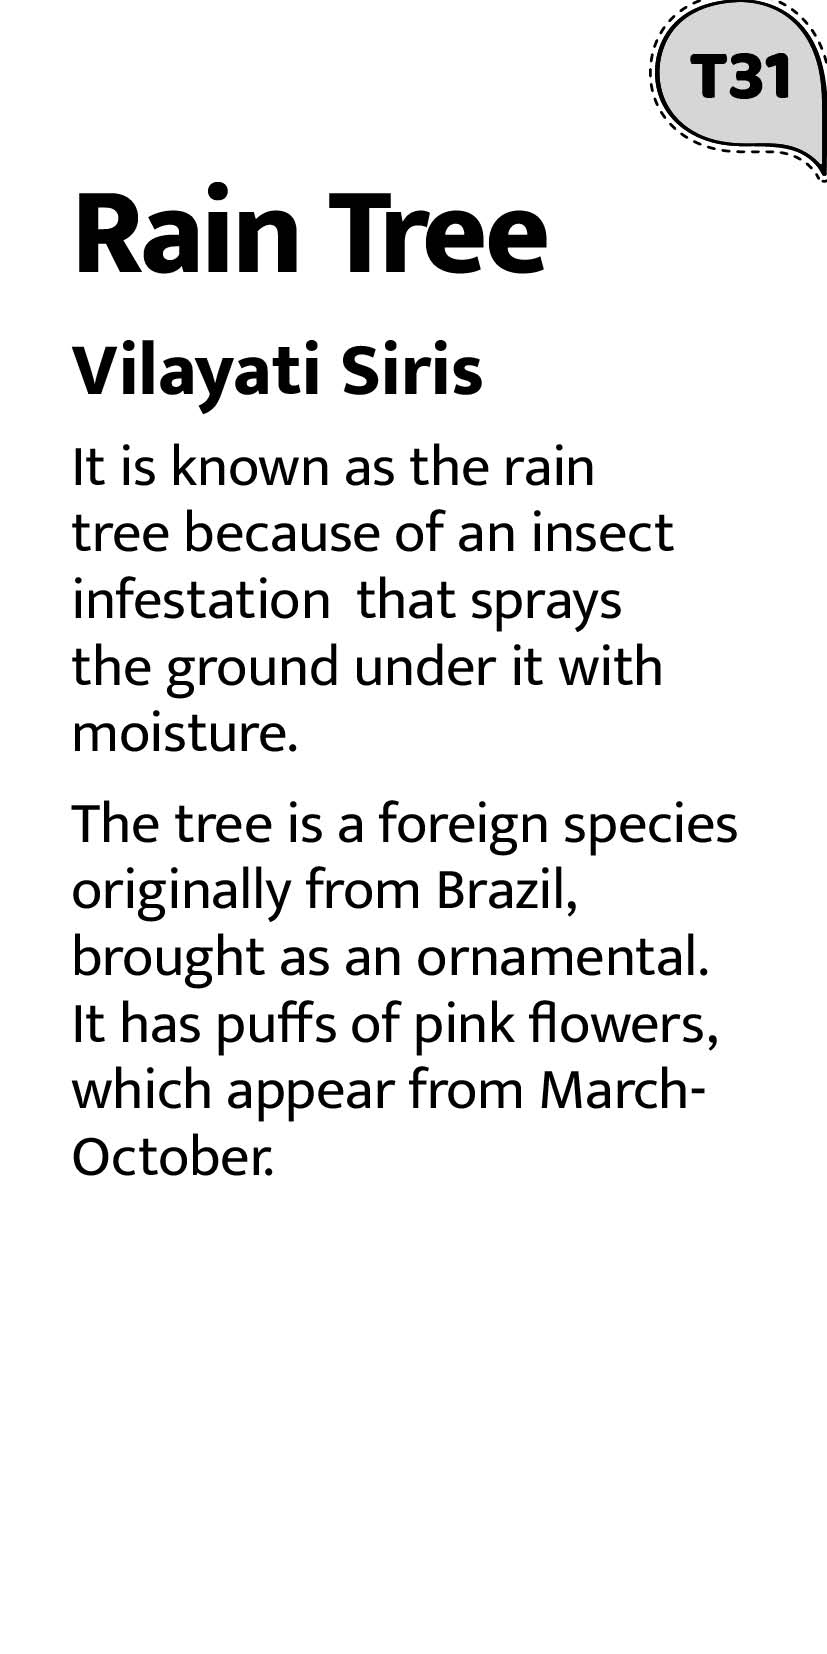 T31
Rain Tree
Vilayati Siris
It is known as the rain
tree because of an insect
infestation  that sprays
the ground under it with
moisture.
The tree is a foreign species
originally from Brazil,
brought as an ornamental.
It has puffs of pink flowers,
which appear from March-
October.